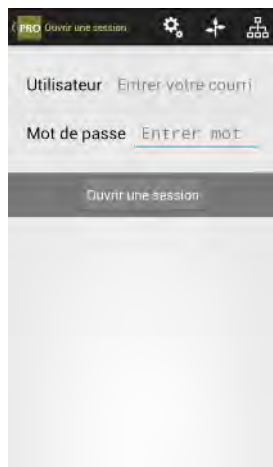 PRO Ouvrir une session
Utilisateur Entrer votre courri
Mot de passe Entrer mot
Ouvrir une session